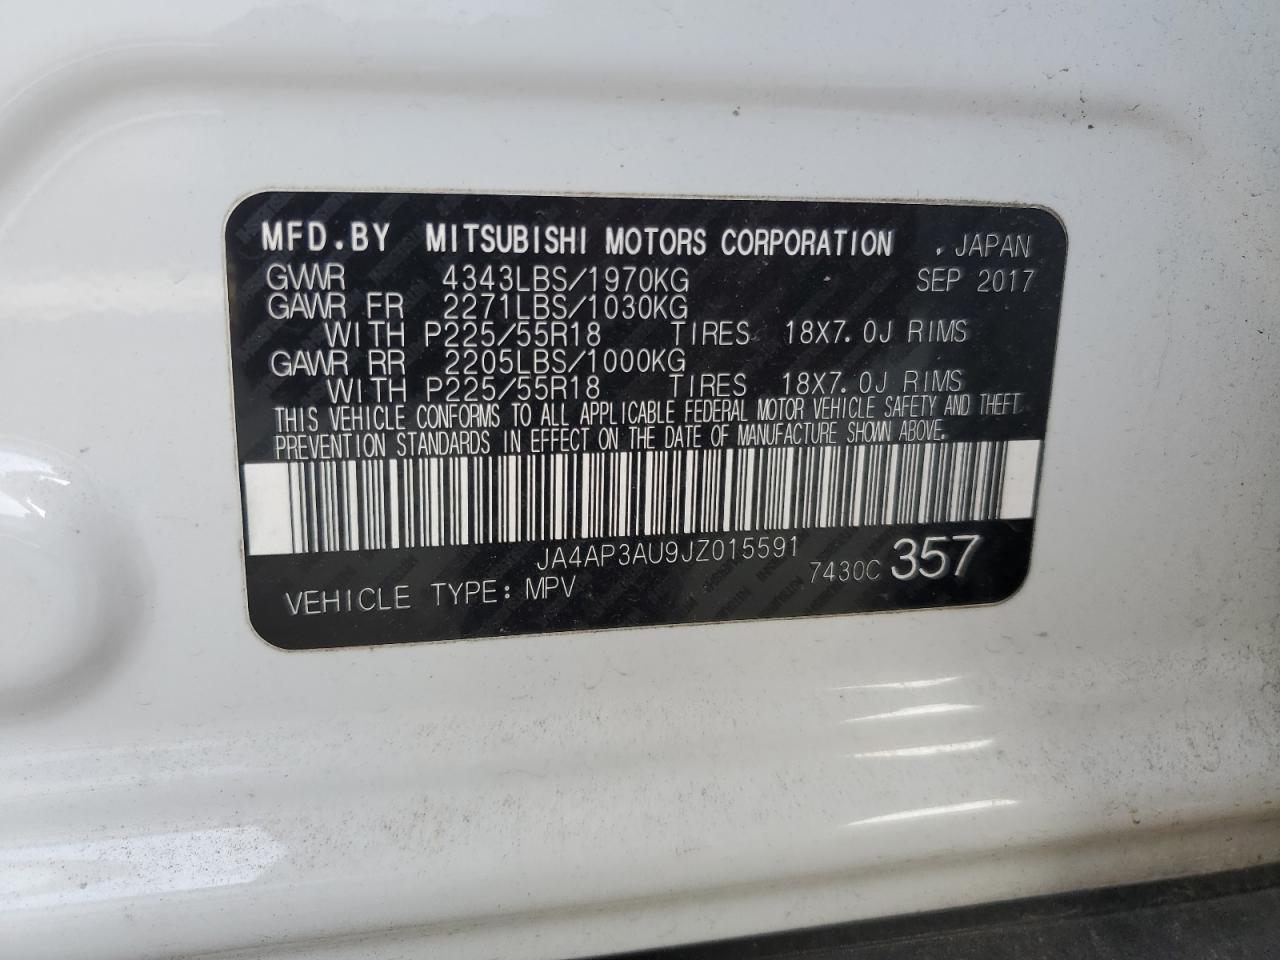 MFD.BY MITSUBISHI MOTORS CORPORATION , JAPAN
GVWR 4343LBS/1970KG SEP 2017
GAWR FR 2271LBS/1030KG
WITH P225/55R18 TIRES 18X7.0J RIMS
GAWR RR 2205LBS/1000KG
WITH P225/55R18 TIRES 18X7.0J RIMS
THIS VEHICLE CONFORMS TO ALL APPLICABLE FEDERAL MOTOR VEHICLE SAFETY AND THEFT
PREVENTION STANDARDS IN EFFECT ON THE DATE OF MANUFACTURE SHOWN ABOVE.
JA4AP3AU9JZ015591
7430C 357
VEHICLE TYPE: MPV